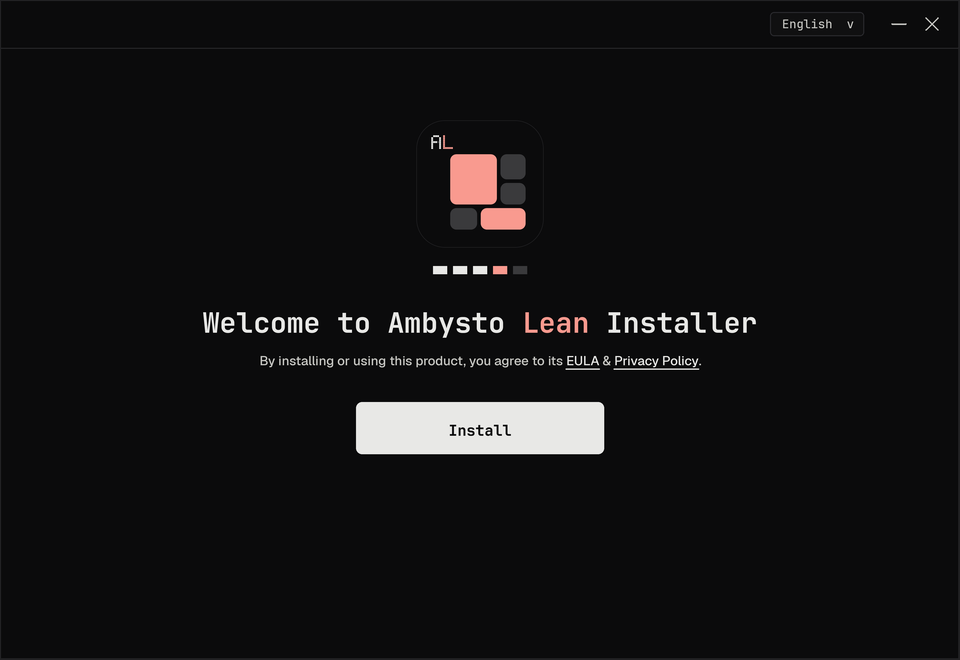 English v
AL
Welcome to Ambysto Lean Installer
By installing or using this product, you agree to its EULA & Privacy Policy.
Install